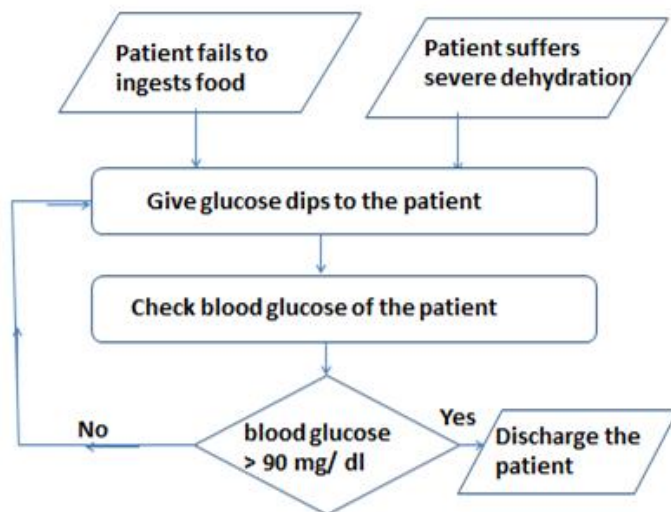 Patient fails to
ingests food
Patient suffers
severe dehydration
Give glucose dips to the patient
Check blood glucose of the patient
blood glucose
> 90 mg/ dl
No
Yes
Discharge the
patient